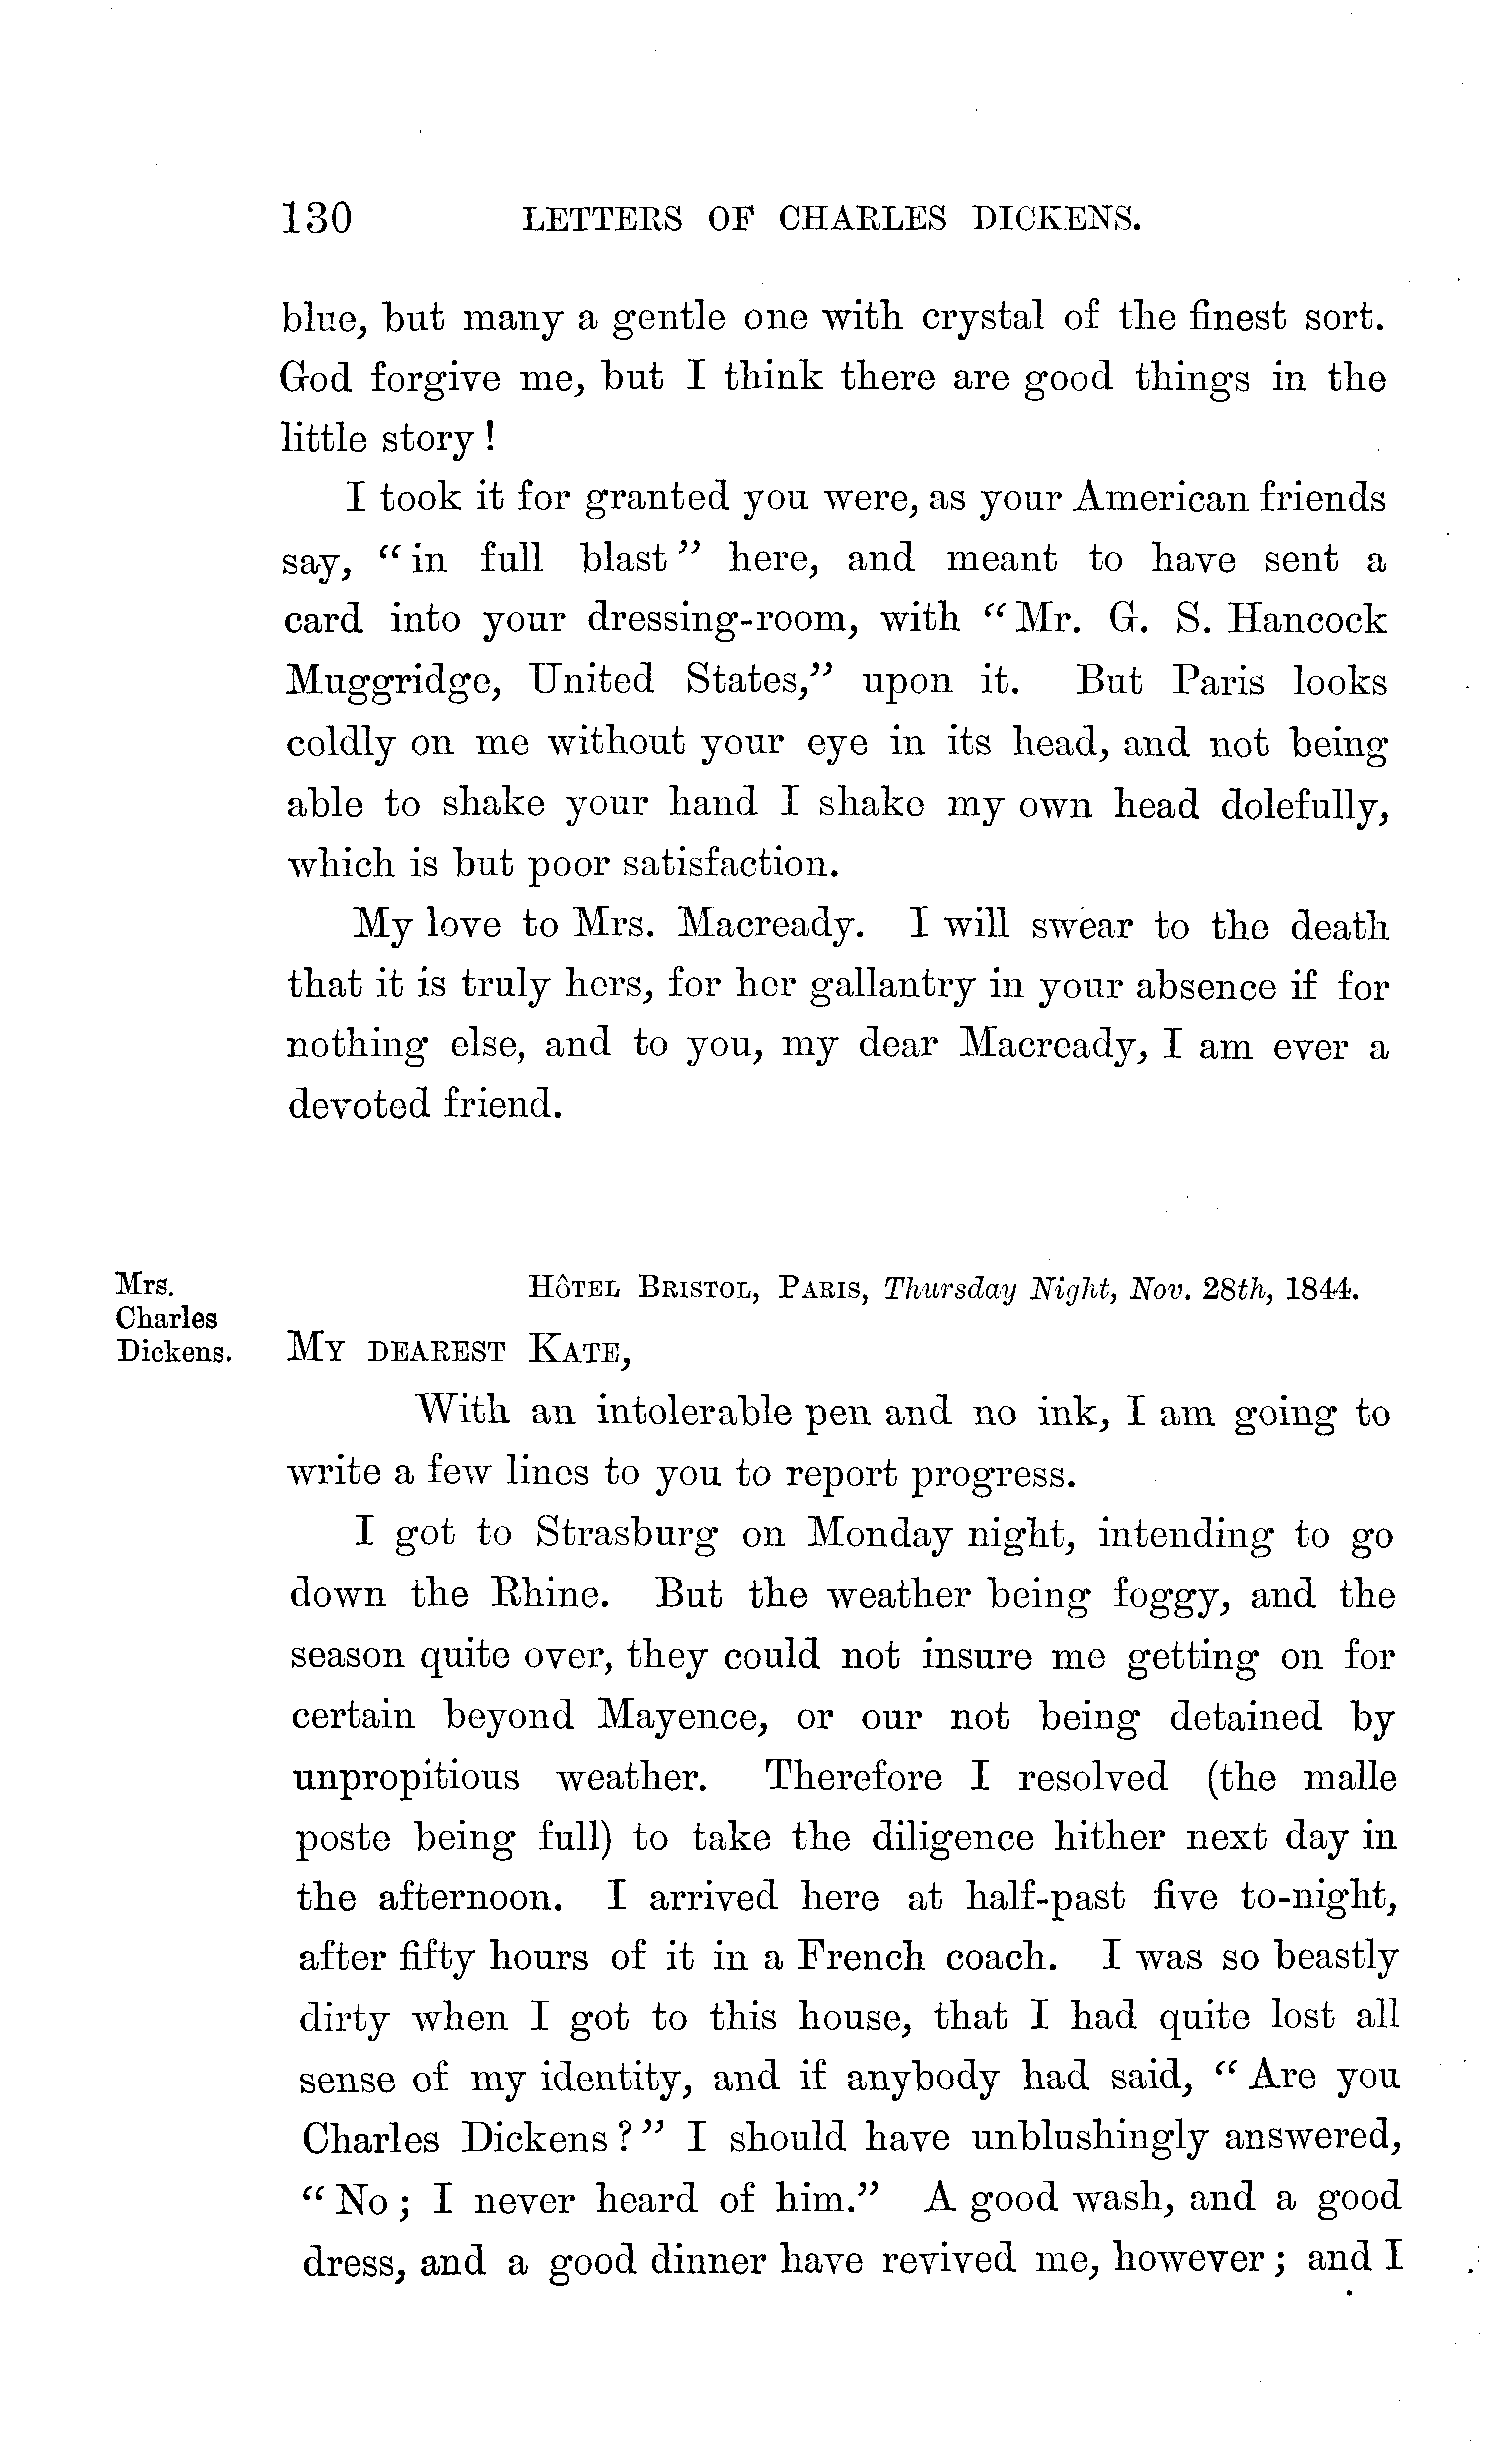 130 LETTERS OF CHARLES DICKENS.
blue, but many a gentle one with crystal of the finest sort.
God forgive me, but I think there are good things in the
little story !
I took it for granted you were, as your American friends
say, “ in full blast ” here, and meant to have sent a
card into your dressing-room, with “ Mr. G. S. Hancock
Muggridge, United States,” upon it. But Paris looks
coldly on me without your eye in its head, and not being
able to shake your hand I shake my own head dolefully,
which is but poor satisfaction.
My love to Mrs. Macready. I will swear to the death
that it is truly hers, for her gallantry in your absence if for
nothing else, and to you, my dear Macready, I am ever a
devoted friend.
Mrs.
Charles
Dickens.
HÔTEL BRISTOL, PARIS, Thursday Night, Nov. 28th, 1844.
MY DEAREST KATE,
With an intolerable pen and no ink, I am going to
write a few lines to you to report progress.
I got to Strasburg on Monday night, intending to go
down the Rhine. But the weather being foggy, and the
season quite over, they could not insure me getting on for
certain beyond Mayence, or our not being detained by
unpropitious weather. Therefore I resolved (the malle
poste being full) to take the diligence hither next day in
the afternoon. I arrived here at half-past five to-night,
after fifty hours of it in a French coach. I was so beastly
dirty when I got to this house, that I had quite lost all
sense of my identity, and if anybody had said, “ Are you
Charles Dickens ? ” I should have unblushingly answered,
“ No ; I never heard of him.” A good wash, and a good
dress, and a good dinner have revived me, however ; and I